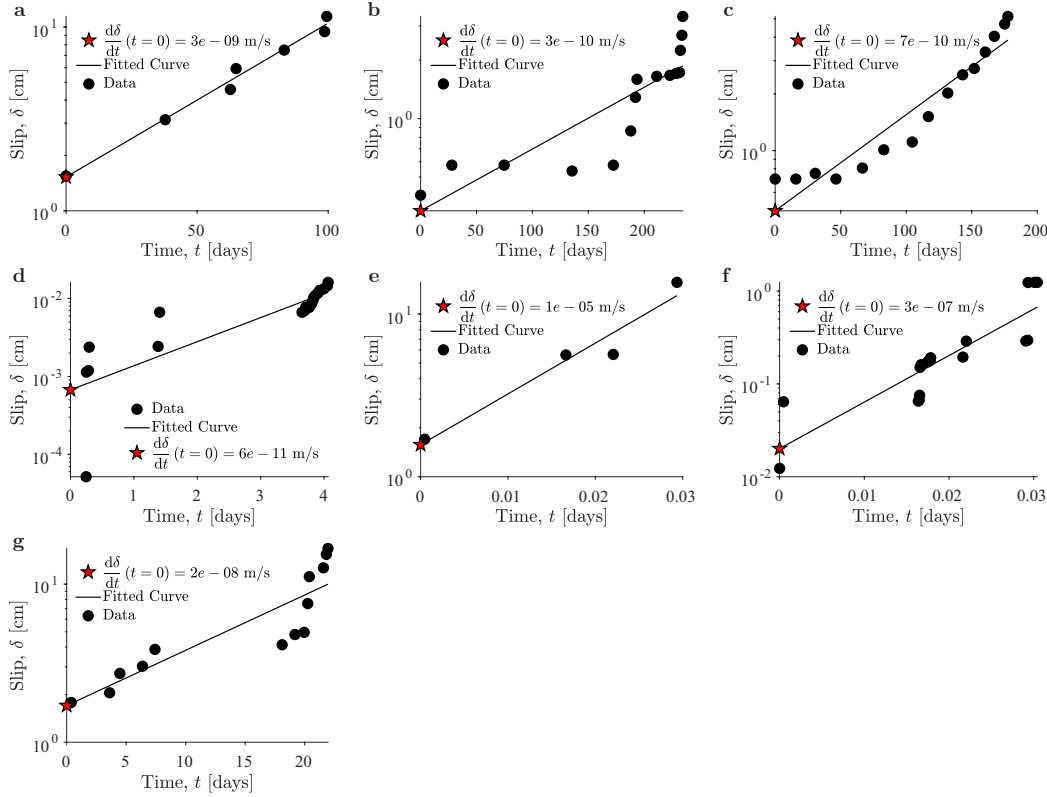 a
dδ/dt (t = 0) = 3e − 09 m/s
Fitted Curve
Data
10^1
10^0
Slip, δ [cm]
0 50 100
Time, t [days]
b
dδ/dt (t = 0) = 3e − 10 m/s
Fitted Curve
Data
10^0
Slip, δ [cm]
0 50 100 150 200
Time, t [days]
c
dδ/dt (t = 0) = 7e − 10 m/s
Fitted Curve
Data
10^0
Slip, δ [cm]
0 50 100 150 200
Time, t [days]
d
10^-2
10^-3
10^-4
Slip, δ [cm]
Data
Fitted Curve
dδ/dt (t = 0) = 6e − 11 m/s
0 1 2 3 4
Time, t [days]
e
dδ/dt (t = 0) = 1e − 05 m/s
Fitted Curve
Data
10^1
10^0
Slip, δ [cm]
0 0.01 0.02 0.03
Time, t [days]
f
dδ/dt (t = 0) = 3e − 07 m/s
Fitted Curve
Data
10^0
10^-1
10^-2
Slip, δ [cm]
0 0.01 0.02 0.03
Time, t [days]
g
dδ/dt (t = 0) = 2e − 08 m/s
Fitted Curve
Data
10^1
10^0
Slip, δ [cm]
0 5 10 15 20
Time, t [days]